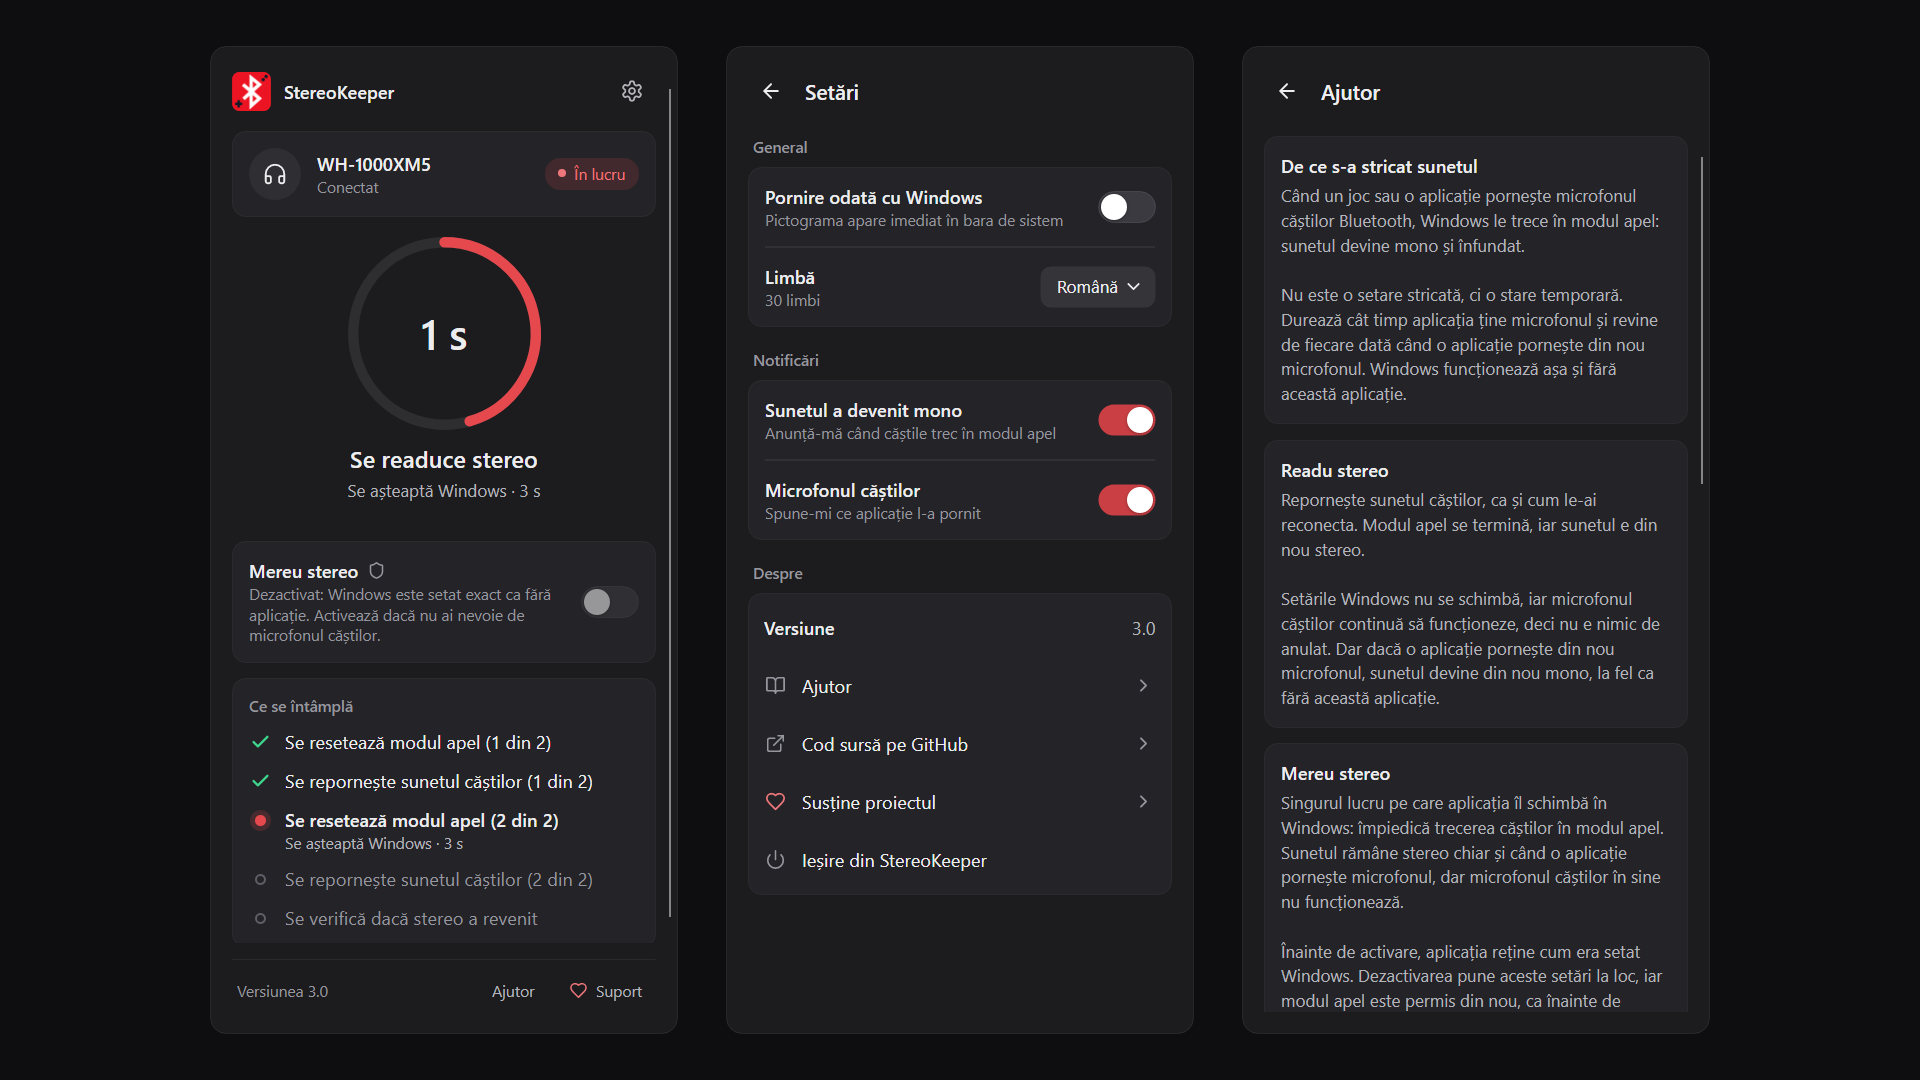 StereoKeeper
WH-1000XM5
Conectat
În lucru
1 s
Se readuce stereo
Se așteaptă Windows · 3 s
Mereu stereo
Dezactivat: Windows este setat exact ca fără
aplicație. Activează dacă nu ai nevoie de
microfonul căștilor.
Ce se întâmplă
Se resetează modul apel (1 din 2)
Se repornește sunetul căștilor (1 din 2)
Se resetează modul apel (2 din 2)
Se așteaptă Windows · 3 s
Se repornește sunetul căștilor (2 din 2)
Se verifică dacă stereo a revenit
Versiunea 3.0
Ajutor
Suport
Setări
General
Pornire odată cu Windows
Pictograma apare imediat în bara de sistem
Limbă
30 limbi
Română
Notificări
Sunetul a devenit mono
Anunță-mă când căștile trec în modul apel
Microfonul căștilor
Spune-mi ce aplicație l-a pornit
Despre
Versiune
3.0
Ajutor
Cod sursă pe GitHub
Susține proiectul
Ieșire din StereoKeeper
Ajutor
De ce s-a stricat sunetul
Când un joc sau o aplicație pornește microfonul
căștilor Bluetooth, Windows le trece în modul apel:
sunetul devine mono și înfundat.
Nu este o setare stricată, ci o stare temporară.
Durează cât timp aplicația ține microfonul și revine
de fiecare dată când o aplicație pornește din nou
microfonul. Windows funcționează așa și fără
această aplicație.
Readu stereo
Repornește sunetul căștilor, ca și cum le-ai
reconecta. Modul apel se termină, iar sunetul e din
nou stereo.
Setările Windows nu se schimbă, iar microfonul
căștilor continuă să funcționeze, deci nu e nimic de
anulat. Dar dacă o aplicație pornește din nou
microfonul, sunetul devine din nou mono, la fel ca
fără această aplicație.
Mereu stereo
Singurul lucru pe care aplicația îl schimbă în
Windows: împiedică trecerea căștilor în modul apel.
Sunetul rămâne stereo chiar și când o aplicație
pornește microfonul, dar microfonul căștilor în sine
nu funcționează.
Înainte de activare, aplicația reține cum era setat
Windows. Dezactivarea pune aceste setări la loc, iar
modul apel este permis din nou, ca înainte de